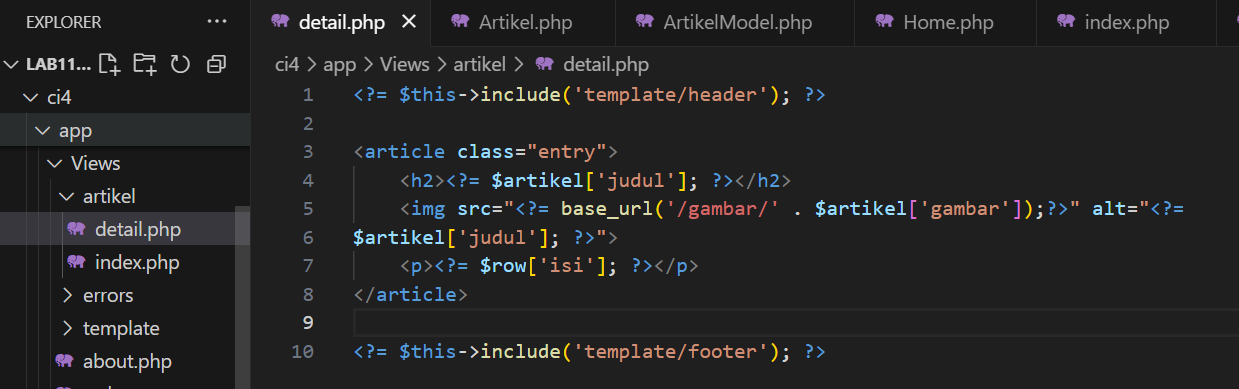 EXPLORER
LAB11...
ci4
app
Views
artikel
detail.php
index.php
errors
template
about.php
detail.php
Artikel.php
ArtikelModel.php
Home.php
index.php
ci4 > app > Views > artikel > detail.php
1 <?= $this->include('template/header'); ?>
2
3 <article class="entry">
4     <h2><?= $artikel['judul']; ?></h2>
5     <img src="<?= base_url('/gambar/' . $artikel['gambar']);?>" alt="<?=
6 $artikel['judul']; ?>">
7     <p><?= $row['isi']; ?></p>
8 </article>
9
10 <?= $this->include('template/footer'); ?>